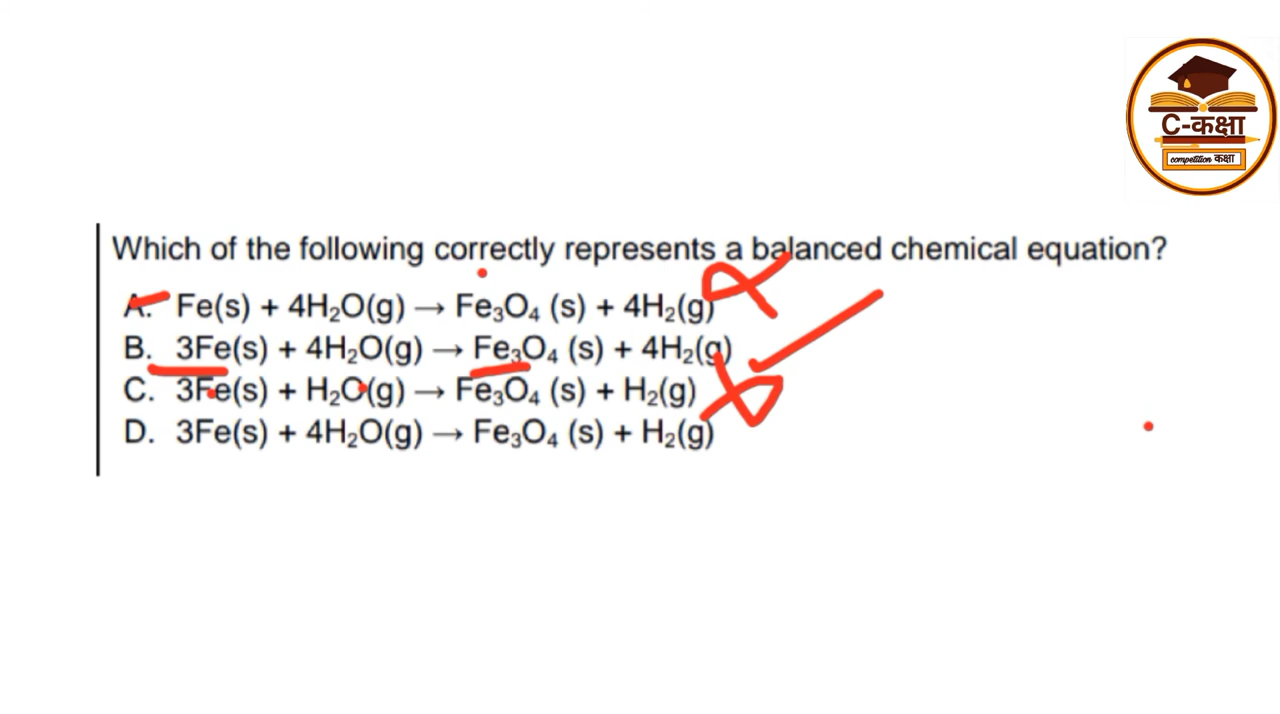 C-कक्षा
competition कक्षा
Which of the following correctly represents a balanced chemical equation?
A. Fe(s) + 4H₂O(g) → Fe₃O₄ (s) + 4H₂(g)
B. 3Fe(s) + 4H₂O(g) → Fe₃O₄ (s) + 4H₂(g)
C. 3Fe(s) + H₂O(g) → Fe₃O₄ (s) + H₂(g)
D. 3Fe(s) + 4H₂O(g) → Fe₃O₄ (s) + H₂(g)